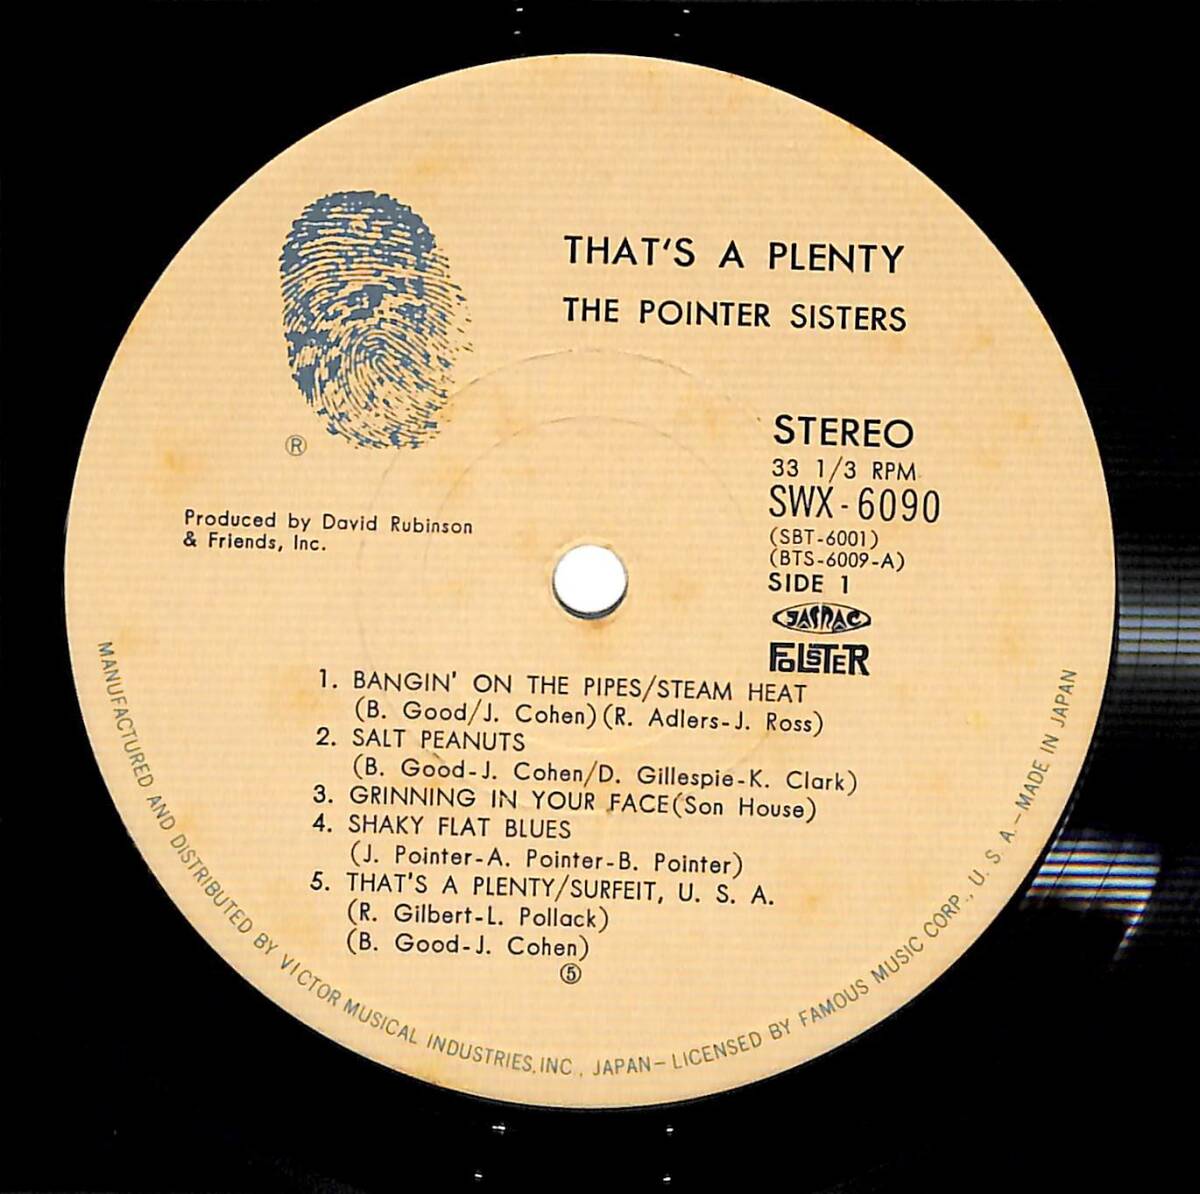 THAT'S A PLENTY
THE POINTER SISTERS
®
STEREO
33 1/3 RPM
SWX-6090
(SBT-6001)
(BTS-6009-A)
SIDE 1
JASRAC
FOLSTER
Produced by David Rubinson
& Friends, Inc.
1. BANGIN' ON THE PIPES/STEAM HEAT
(B. Good/J. Cohen)(R. Adlers-J. Ross)
2. SALT PEANUTS
(B. Good-J. Cohen/D. Gillespie-K. Clark)
3. GRINNING IN YOUR FACE(Son House)
4. SHAKY FLAT BLUES
(J. Pointer-A. Pointer-B. Pointer)
5. THAT'S A PLENTY/SURFEIT, U. S. A.
(R. Gilbert-L. Pollack)
(B. Good-J. Cohen)
⑤
MANUFACTURED AND DISTRIBUTED BY VICTOR MUSICAL INDUSTRIES, INC., JAPAN-LICENSED BY FAMOUS MUSIC CORP., U. S. A.-MADE IN JAPAN